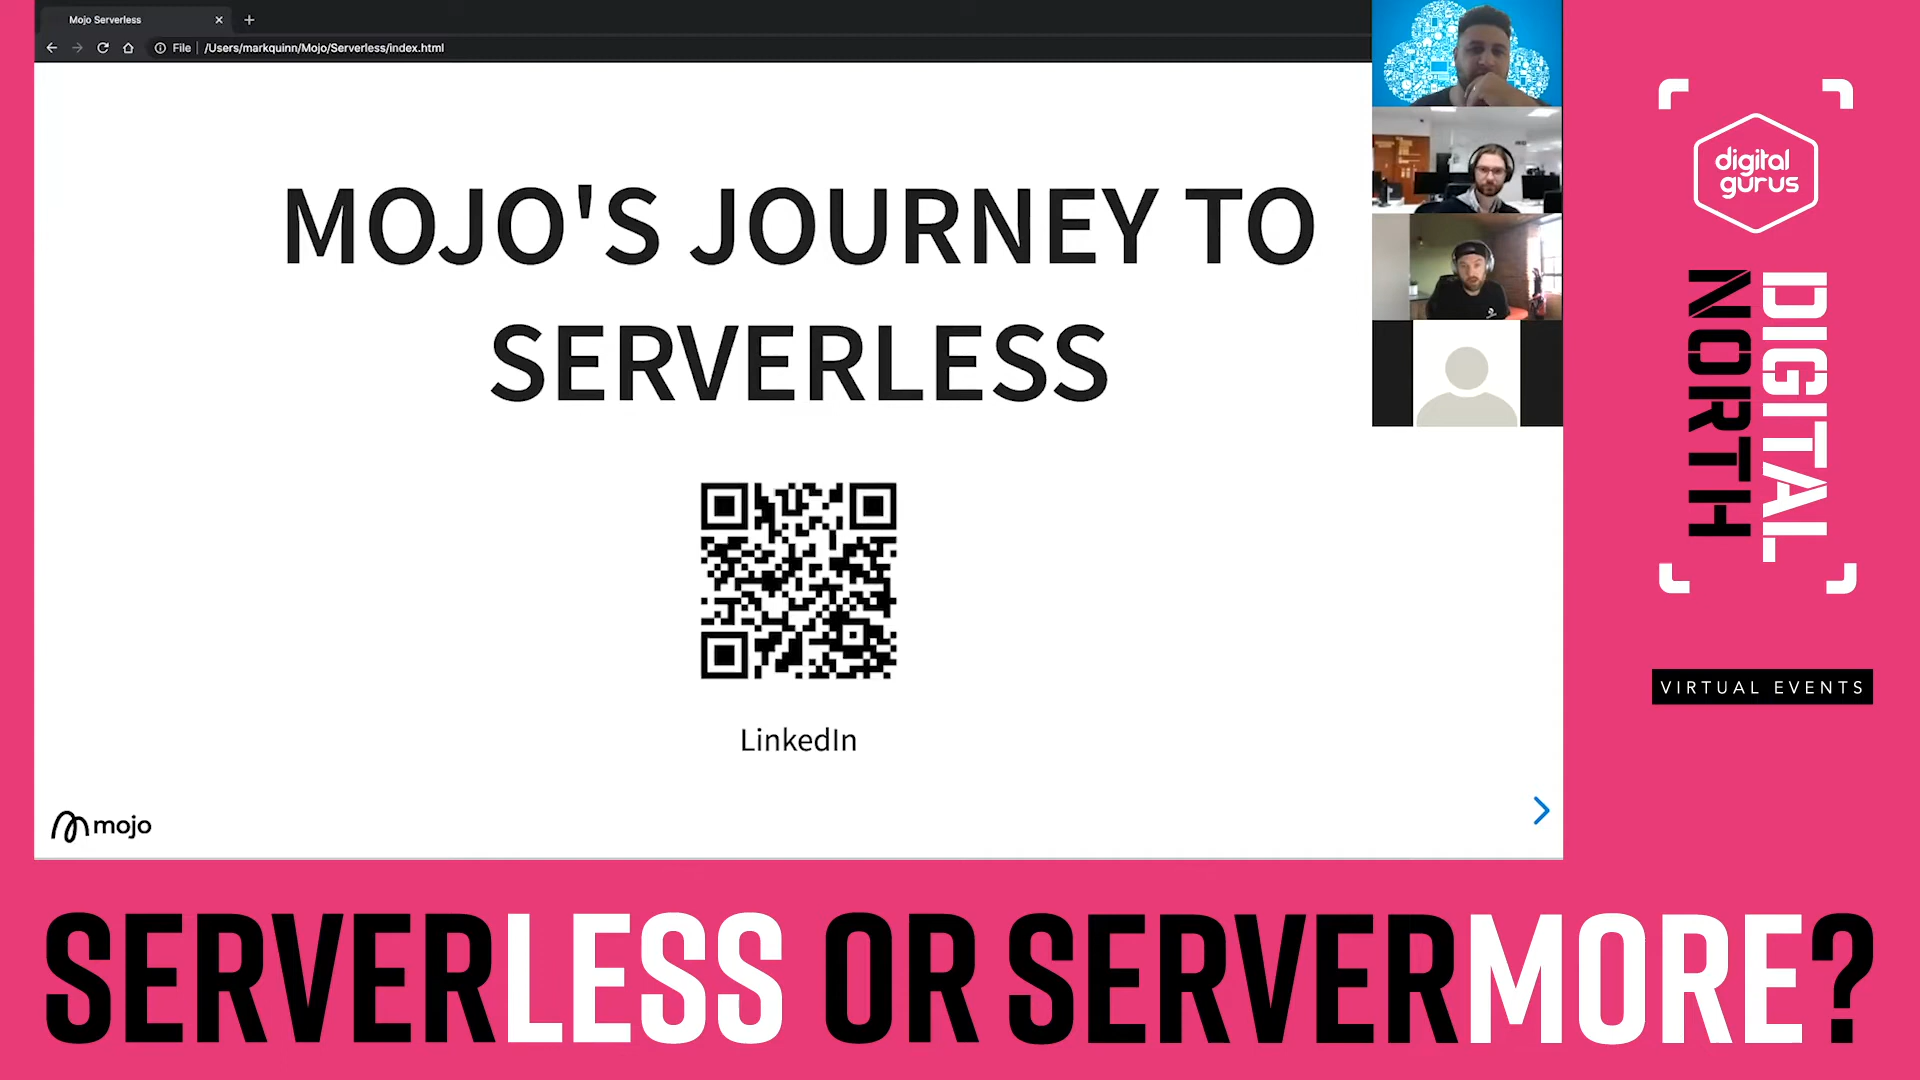 Mojo Serverless
File
/Users/markquinn/Mojo/Serverless/index.html
MOJO'S JOURNEY TO
SERVERLESS
LinkedIn
mojo
digital
gurus
DIGITAL
NORTH
VIRTUAL EVENTS
SERVERLESS OR SERVERMORE?